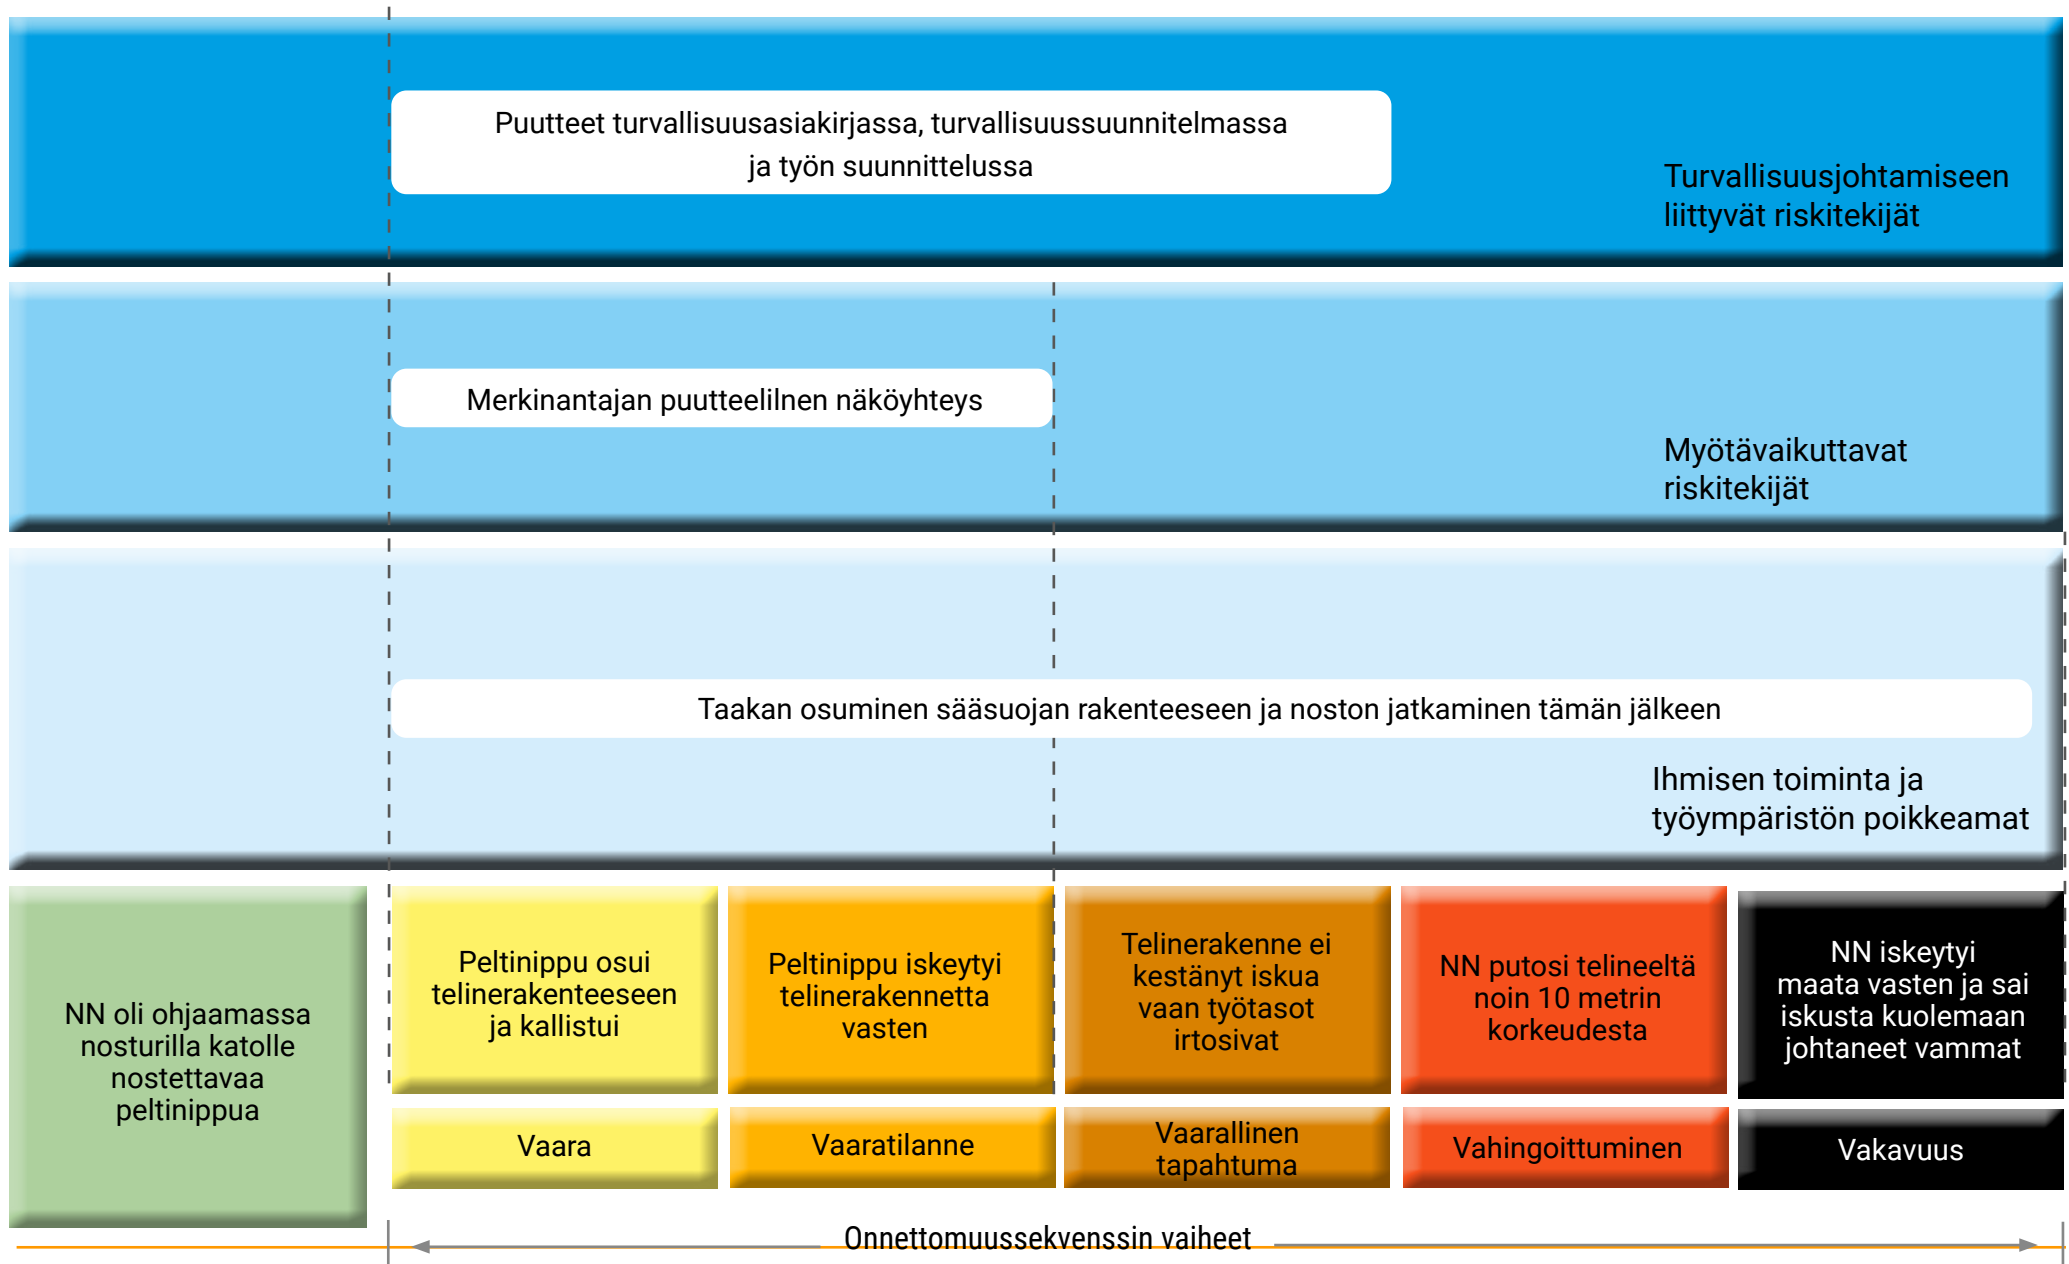 Puutteet turvallisuusasiakirjassa, turvallisuussuunnitelmassa
ja työn suunnittelussa
Turvallisuusjohtamiseen
liittyvät riskitekijät
Merkinantajan puutteelilnen näköyhteys
Myötävaikuttavat
riskitekijät
Taakan osuminen sääsuojan rakenteeseen ja noston jatkaminen tämän jälkeen
Ihmisen toiminta ja
työympäristön poikkeamat
NN oli ohjaamassa
nosturilla katolle
nostettavaa
peltinippua
Peltinippu osui
telinerakenteeseen
ja kallistui
Peltinippu iskeytyi
telinerakennetta
vasten
Telinerakenne ei
kestänyt iskua
vaan työtasot
irtosivat
NN putosi telineeltä
noin 10 metrin
korkeudesta
NN iskeytyi
maata vasten ja sai
iskusta kuolemaan
johtaneet vammat
Vaara
Vaaratilanne
Vaarallinen
tapahtuma
Vahingoittuminen
Vakavuus
Onnettomuussekvenssin vaiheet